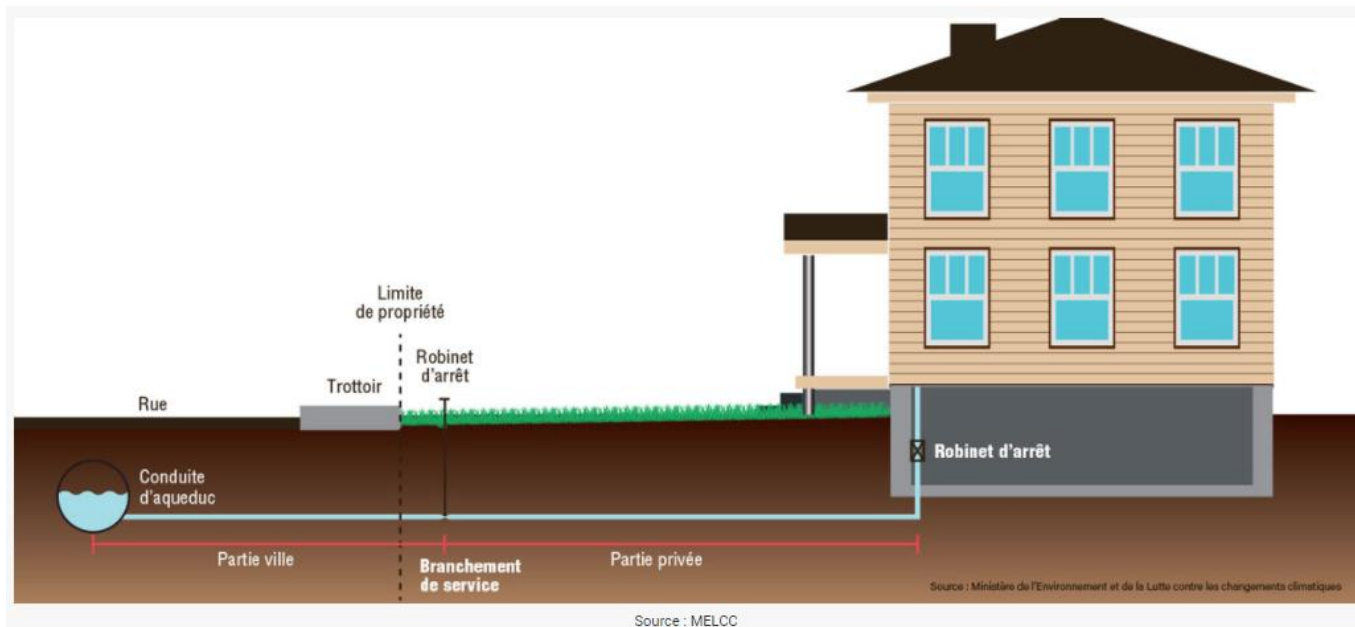 Limite
de propriété
Robinet
d'arrêt
Trottoir
Rue
Robinet d'arrêt
Conduite
d'aqueduc
Partie ville
Branchement
de service
Partie privée
Source : Ministère de l'Environnement et de la Lutte contre les changements climatiques
Source : MELCC